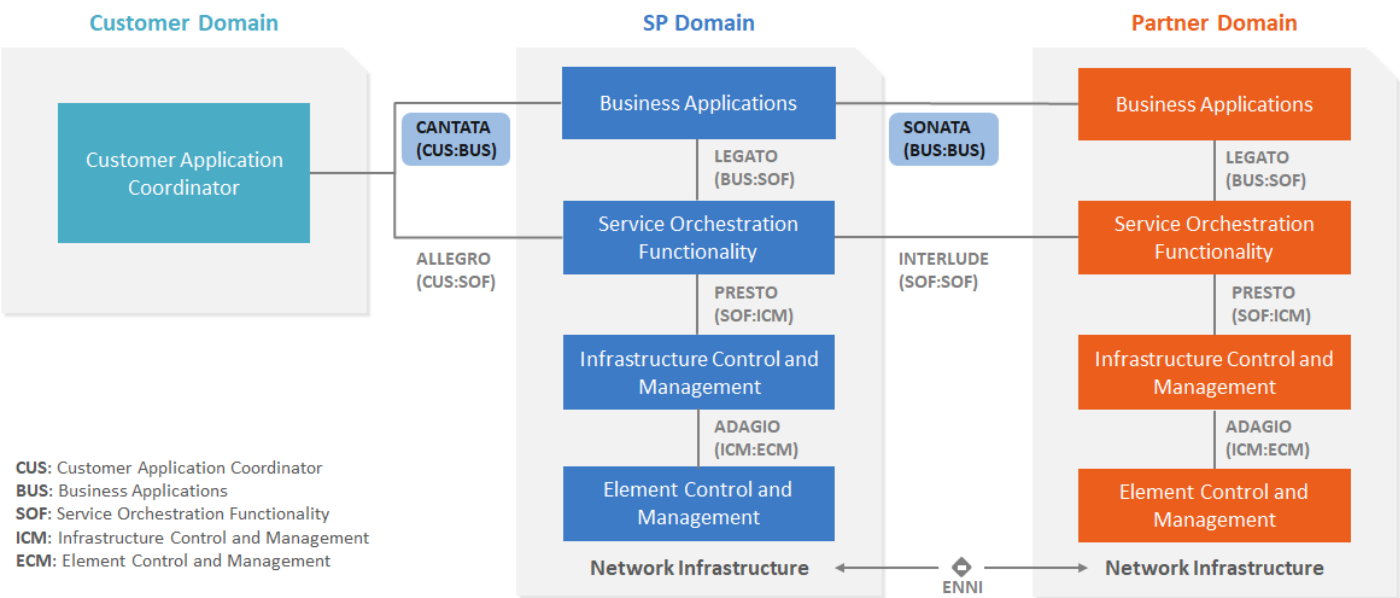 Customer Domain
SP Domain
Partner Domain
Customer Application
Coordinator
CANTATA
(CUS:BUS)
ALLEGRO
(CUS:SOF)
Business Applications
LEGATO
(BUS:SOF)
Service Orchestration
Functionality
PRESTO
(SOF:ICM)
Infrastructure Control and
Management
ADAGIO
(ICM:ECM)
Element Control and
Management
Network Infrastructure
SONATA
(BUS:BUS)
INTERLUDE
(SOF:SOF)
ENNI
Business Applications
LEGATO
(BUS:SOF)
Service Orchestration
Functionality
PRESTO
(SOF:ICM)
Infrastructure Control and
Management
ADAGIO
(ICM:ECM)
Element Control and
Management
Network Infrastructure
CUS: Customer Application Coordinator
BUS: Business Applications
SOF: Service Orchestration Functionality
ICM: Infrastructure Control and Management
ECM: Element Control and Management